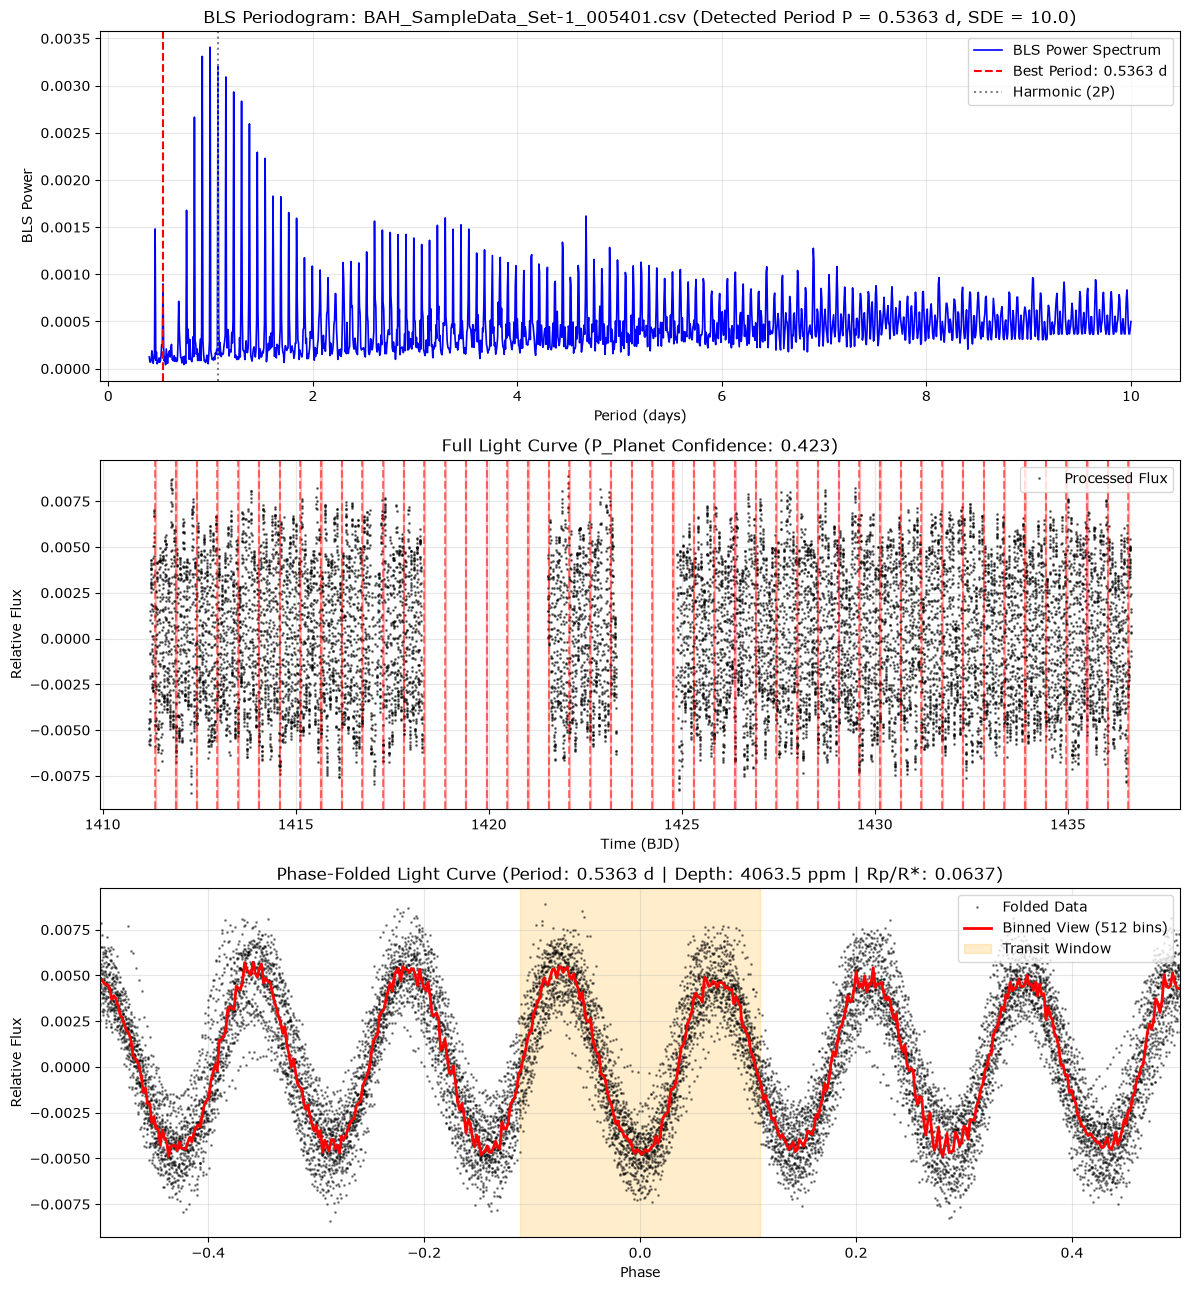 BLS Periodogram: BAH_SampleData_Set-1_005401.csv (Detected Period P = 0.5363 d, SDE = 10.0)
BLS Power
0.0035
0.0030
0.0025
0.0020
0.0015
0.0010
0.0005
0.0000
BLS Power Spectrum
Best Period: 0.5363 d
Harmonic (2P)
0 2 4 6 8 10
Period (days)
Full Light Curve (P_Planet Confidence: 0.423)
Relative Flux
0.0075
0.0050
0.0025
0.0000
−0.0025
−0.0050
−0.0075
Processed Flux
1410 1415 1420 1425 1430 1435
Time (BJD)
Phase-Folded Light Curve (Period: 0.5363 d | Depth: 4063.5 ppm | Rp/R*: 0.0637)
Relative Flux
0.0075
0.0050
0.0025
0.0000
−0.0025
−0.0050
−0.0075
Folded Data
Binned View (512 bins)
Transit Window
−0.4 −0.2 0.0 0.2 0.4
Phase